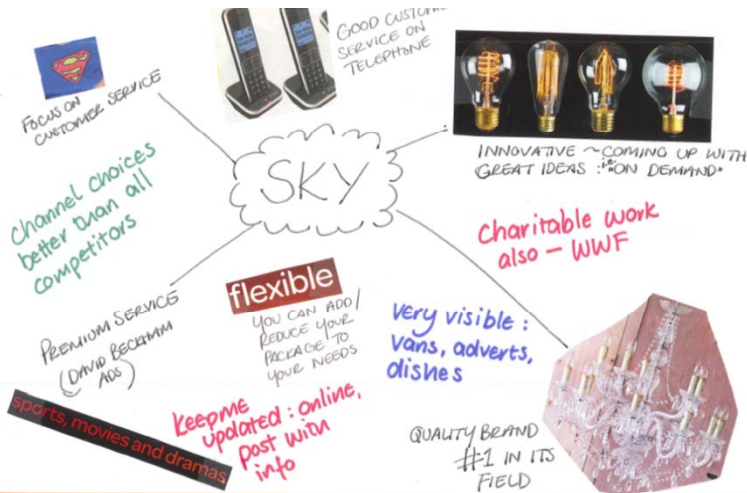 GOOD CUSTOM
SERVICE ON
TELEPHONE
FOCUS ON
CUSTOMER SERVICE
SKY
INNOVATIVE ~ COMING UP WITH
GREAT IDEAS : i.e. "ON DEMAND"
Channel choices
better than all
competitors
Charitable work
also – WWF
flexible
YOU CAN ADD/
REDUCE YOUR
PACKAGE TO
YOUR NEEDS
PREMIUM SERVICE
(DAVID BECKHAM
ADS)
Very visible :
vans, adverts,
dishes
sports, movies and dramas
Keep me
updated : online,
post with
info
QUALITY BRAND
#1 IN ITS
FIELD